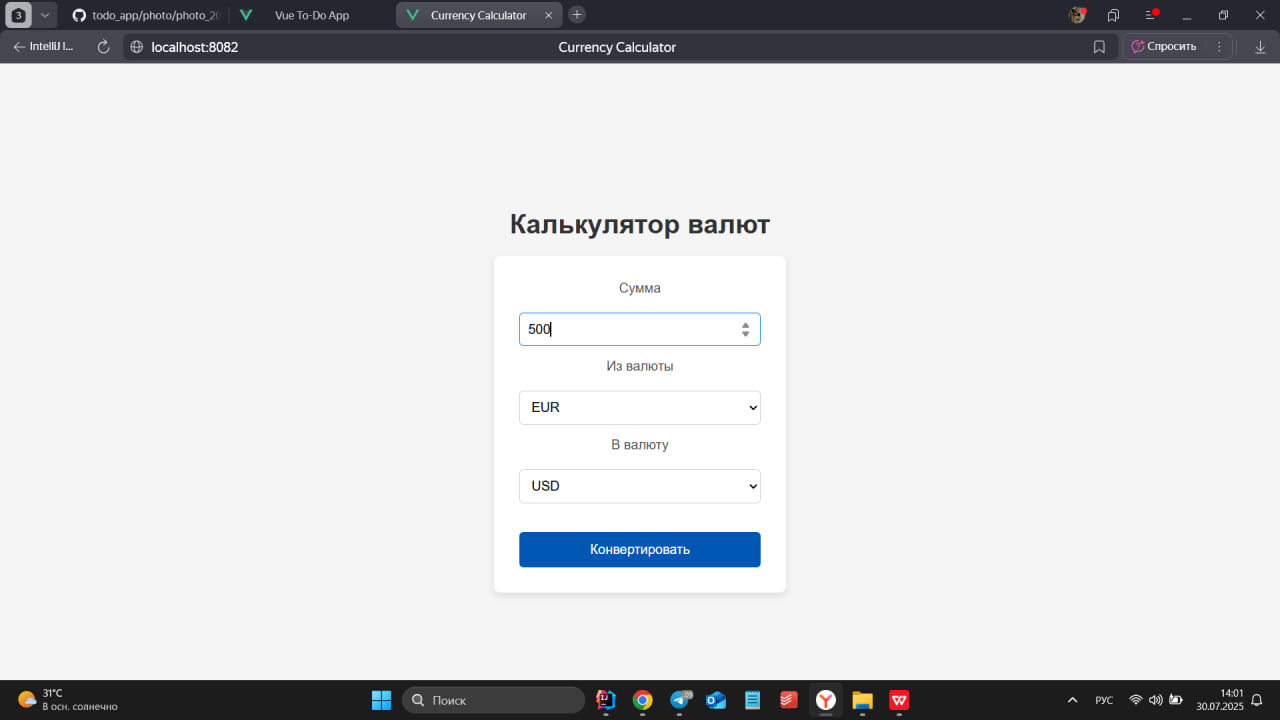 3
todo_app/photo/photo_20
Vue To-Do App
Currency Calculator
IntelliJ I...
localhost:8082
Currency Calculator
Спросить
Калькулятор валют
Сумма
500
Из валюты
EUR
В валюту
USD
Конвертировать
31°C
В осн. солнечно
Поиск
РУС
14:01
30.07.2025